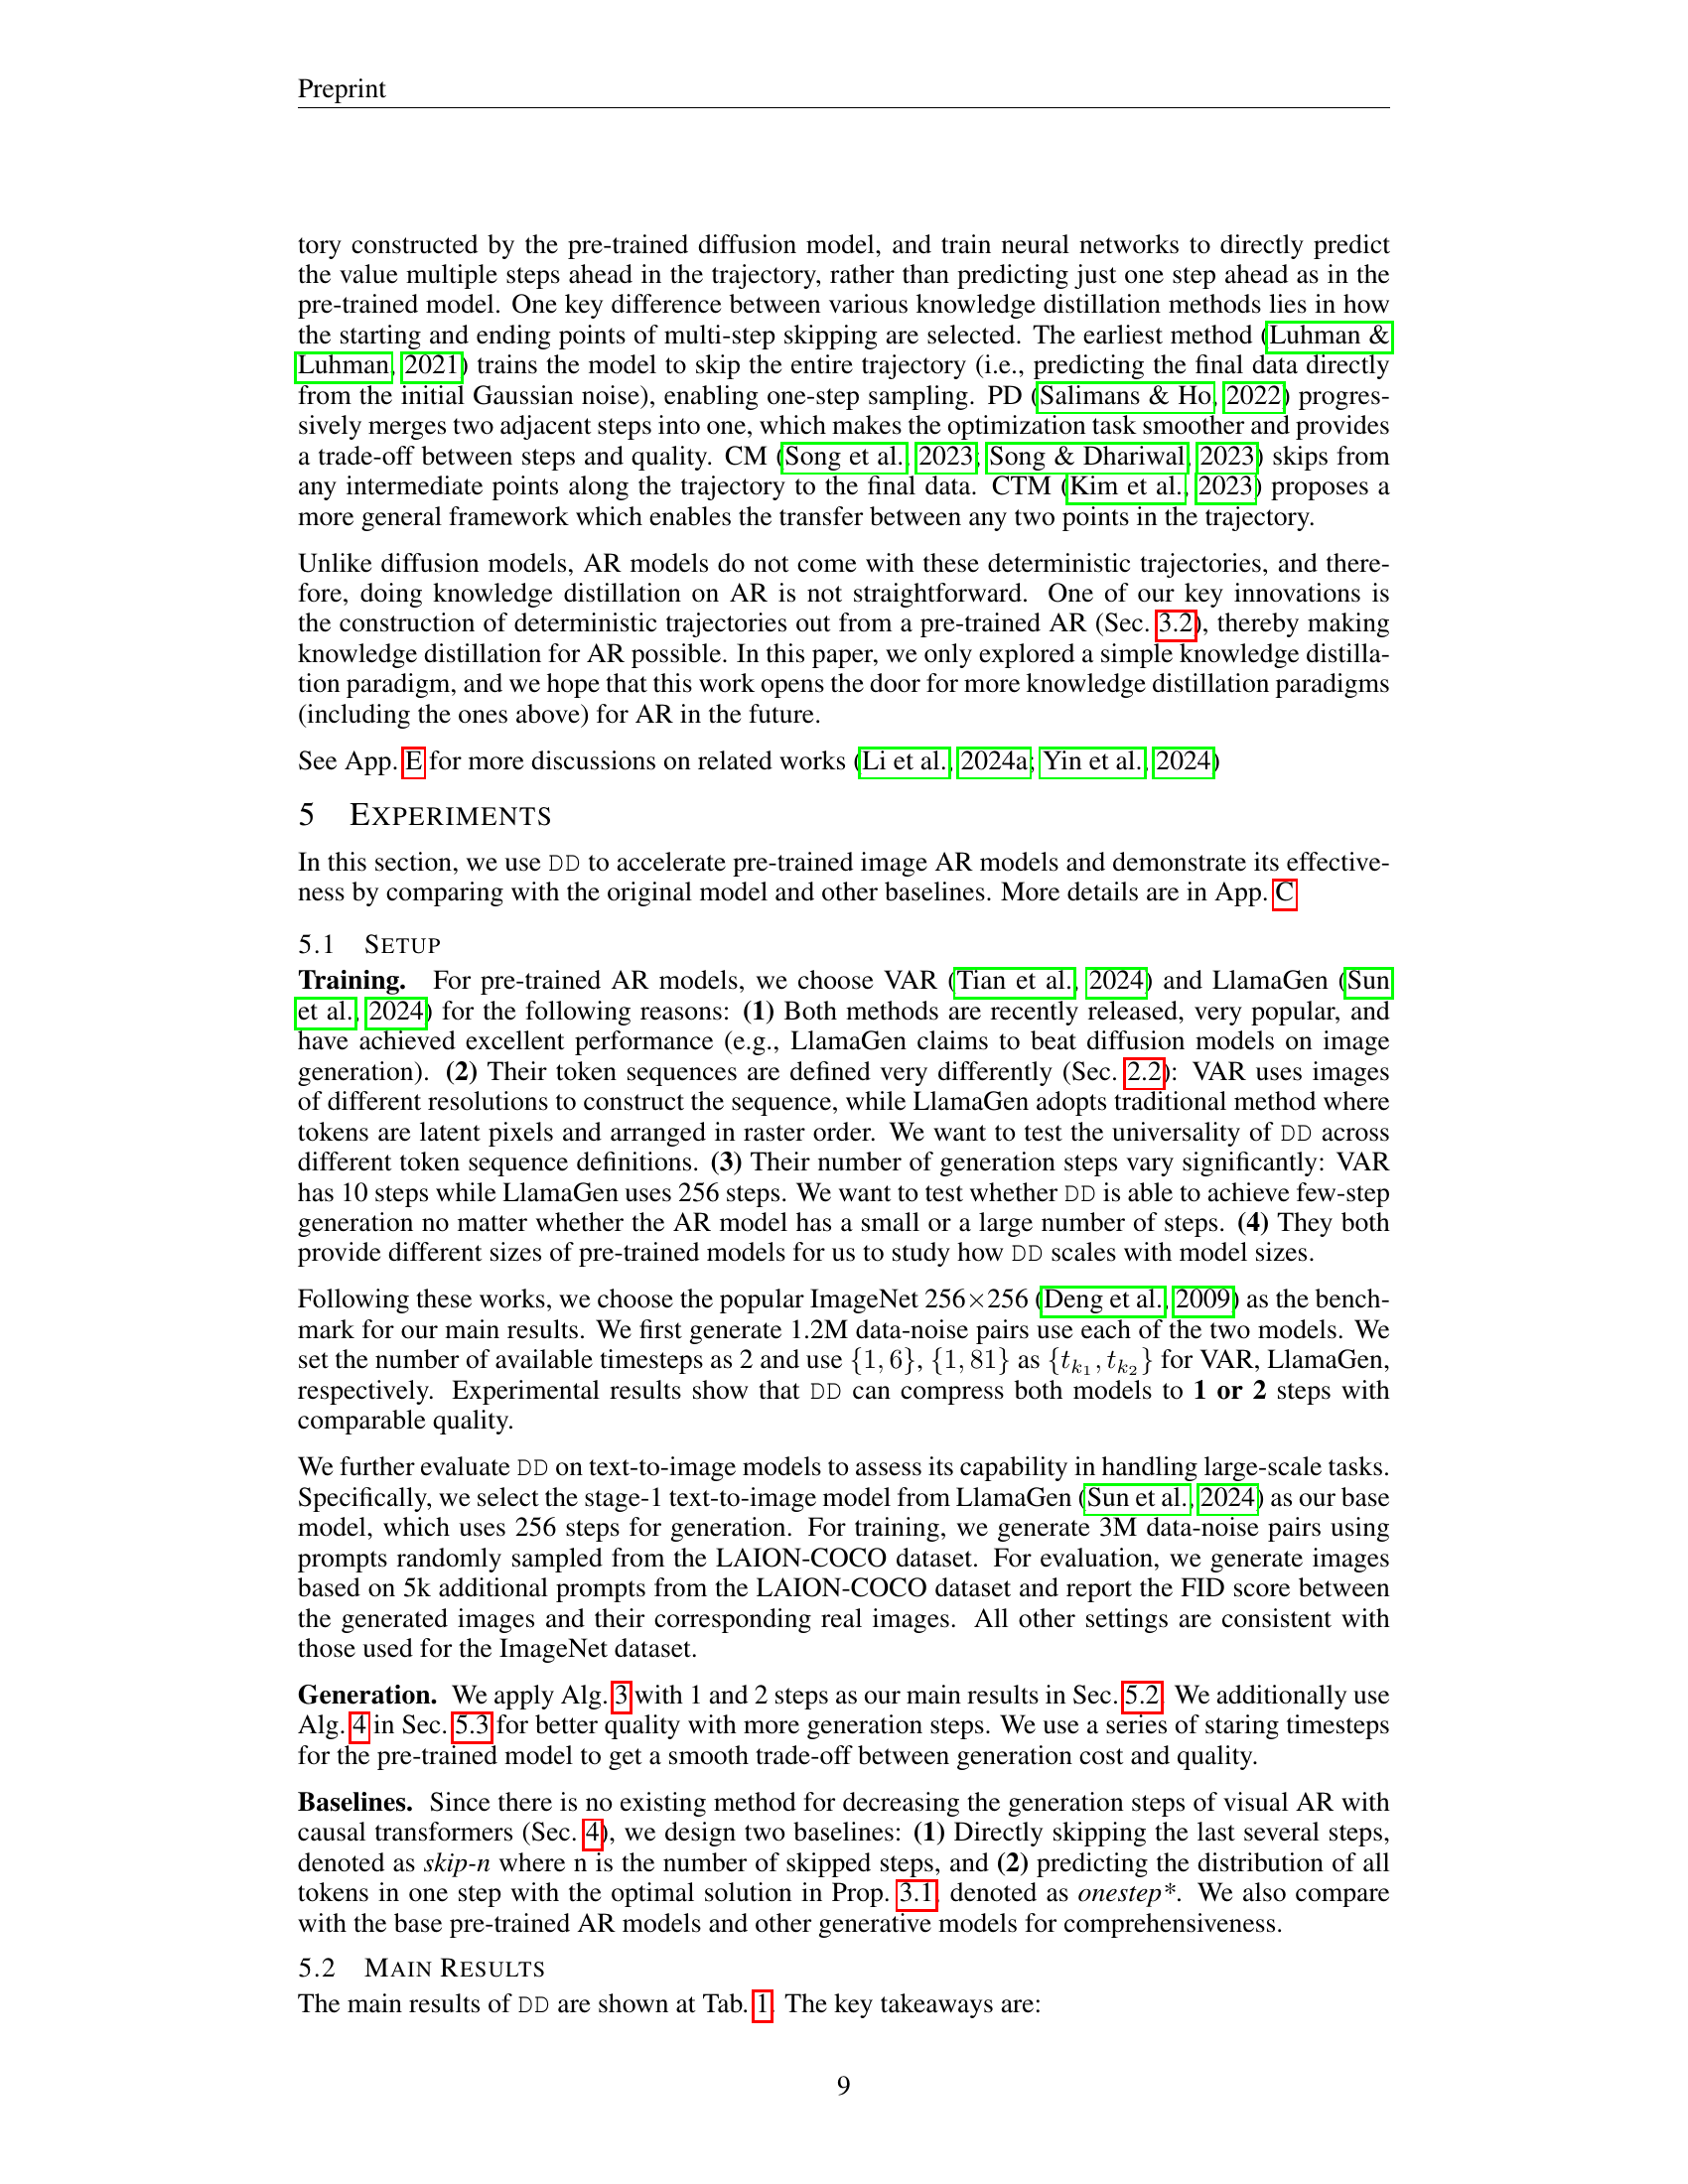 Preprint
tory constructed by the pre-trained diffusion model, and train neural networks to directly predict
the value multiple steps ahead in the trajectory, rather than predicting just one step ahead as in the
pre-trained model. One key difference between various knowledge distillation methods lies in how
the starting and ending points of multi-step skipping are selected. The earliest method (Luhman &
Luhman, 2021) trains the model to skip the entire trajectory (i.e., predicting the final data directly
from the initial Gaussian noise), enabling one-step sampling. PD (Salimans & Ho, 2022) progres-
sively merges two adjacent steps into one, which makes the optimization task smoother and provides
a trade-off between steps and quality. CM (Song et al., 2023; Song & Dhariwal, 2023) skips from
any intermediate points along the trajectory to the final data. CTM (Kim et al., 2023) proposes a
more general framework which enables the transfer between any two points in the trajectory.
Unlike diffusion models, AR models do not come with these deterministic trajectories, and there-
fore, doing knowledge distillation on AR is not straightforward. One of our key innovations is
the construction of deterministic trajectories out from a pre-trained AR (Sec. 3.2), thereby making
knowledge distillation for AR possible. In this paper, we only explored a simple knowledge distilla-
tion paradigm, and we hope that this work opens the door for more knowledge distillation paradigms
(including the ones above) for AR in the future.
See App. E for more discussions on related works (Li et al., 2024a; Yin et al., 2024)
5 EXPERIMENTS
In this section, we use DD to accelerate pre-trained image AR models and demonstrate its effective-
ness by comparing with the original model and other baselines. More details are in App. C
5.1 SETUP
Training. For pre-trained AR models, we choose VAR (Tian et al., 2024) and LlamaGen (Sun
et al., 2024) for the following reasons: (1) Both methods are recently released, very popular, and
have achieved excellent performance (e.g., LlamaGen claims to beat diffusion models on image
generation). (2) Their token sequences are defined very differently (Sec. 2.2): VAR uses images
of different resolutions to construct the sequence, while LlamaGen adopts traditional method where
tokens are latent pixels and arranged in raster order. We want to test the universality of DD across
different token sequence definitions. (3) Their number of generation steps vary significantly: VAR
has 10 steps while LlamaGen uses 256 steps. We want to test whether DD is able to achieve few-step
generation no matter whether the AR model has a small or a large number of steps. (4) They both
provide different sizes of pre-trained models for us to study how DD scales with model sizes.
Following these works, we choose the popular ImageNet 256×256 (Deng et al., 2009) as the bench-
mark for our main results. We first generate 1.2M data-noise pairs use each of the two models. We
set the number of available timesteps as 2 and use {1, 6}, {1, 81} as {t_{k_1}, t_{k_2}} for VAR, LlamaGen,
respectively. Experimental results show that DD can compress both models to 1 or 2 steps with
comparable quality.
We further evaluate DD on text-to-image models to assess its capability in handling large-scale tasks.
Specifically, we select the stage-1 text-to-image model from LlamaGen (Sun et al., 2024) as our base
model, which uses 256 steps for generation. For training, we generate 3M data-noise pairs using
prompts randomly sampled from the LAION-COCO dataset. For evaluation, we generate images
based on 5k additional prompts from the LAION-COCO dataset and report the FID score between
the generated images and their corresponding real images. All other settings are consistent with
those used for the ImageNet dataset.
Generation. We apply Alg. 3 with 1 and 2 steps as our main results in Sec. 5.2. We additionally use
Alg. 4 in Sec. 5.3 for better quality with more generation steps. We use a series of staring timesteps
for the pre-trained model to get a smooth trade-off between generation cost and quality.
Baselines. Since there is no existing method for decreasing the generation steps of visual AR with
causal transformers (Sec. 4), we design two baselines: (1) Directly skipping the last several steps,
denoted as skip-n where n is the number of skipped steps, and (2) predicting the distribution of all
tokens in one step with the optimal solution in Prop. 3.1, denoted as onestep*. We also compare
with the base pre-trained AR models and other generative models for comprehensiveness.
5.2 MAIN RESULTS
The main results of DD are shown at Tab. 1. The key takeaways are:
9